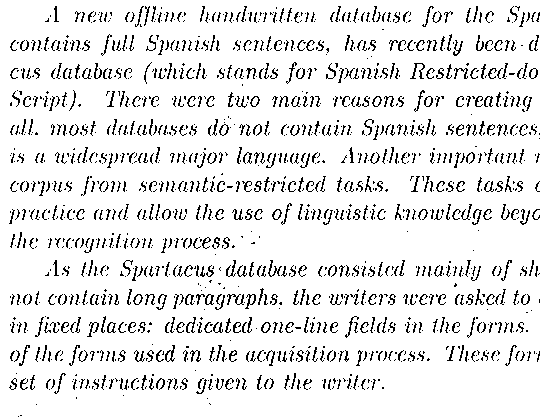 A new offline handwritten database for the Spa
contains full Spanish sentences, has recently been d
cus database (which stands for Spanish Restricted-do
Script). There were two main reasons for creating
all, most databases do not contain Spanish sentences,
is a widespread major language. Another important
corpus from semantic-restricted tasks. These tasks
practice and allow the use of linguistic knowledge beyo
the recognition process.
As the Spartacus database consisted mainly of sh
not contain long paragraphs, the writers were asked to
in fixed places: dedicated one-line fields in the forms.
of the forms used in the acquisition process. These for
set of instructions given to the writer.